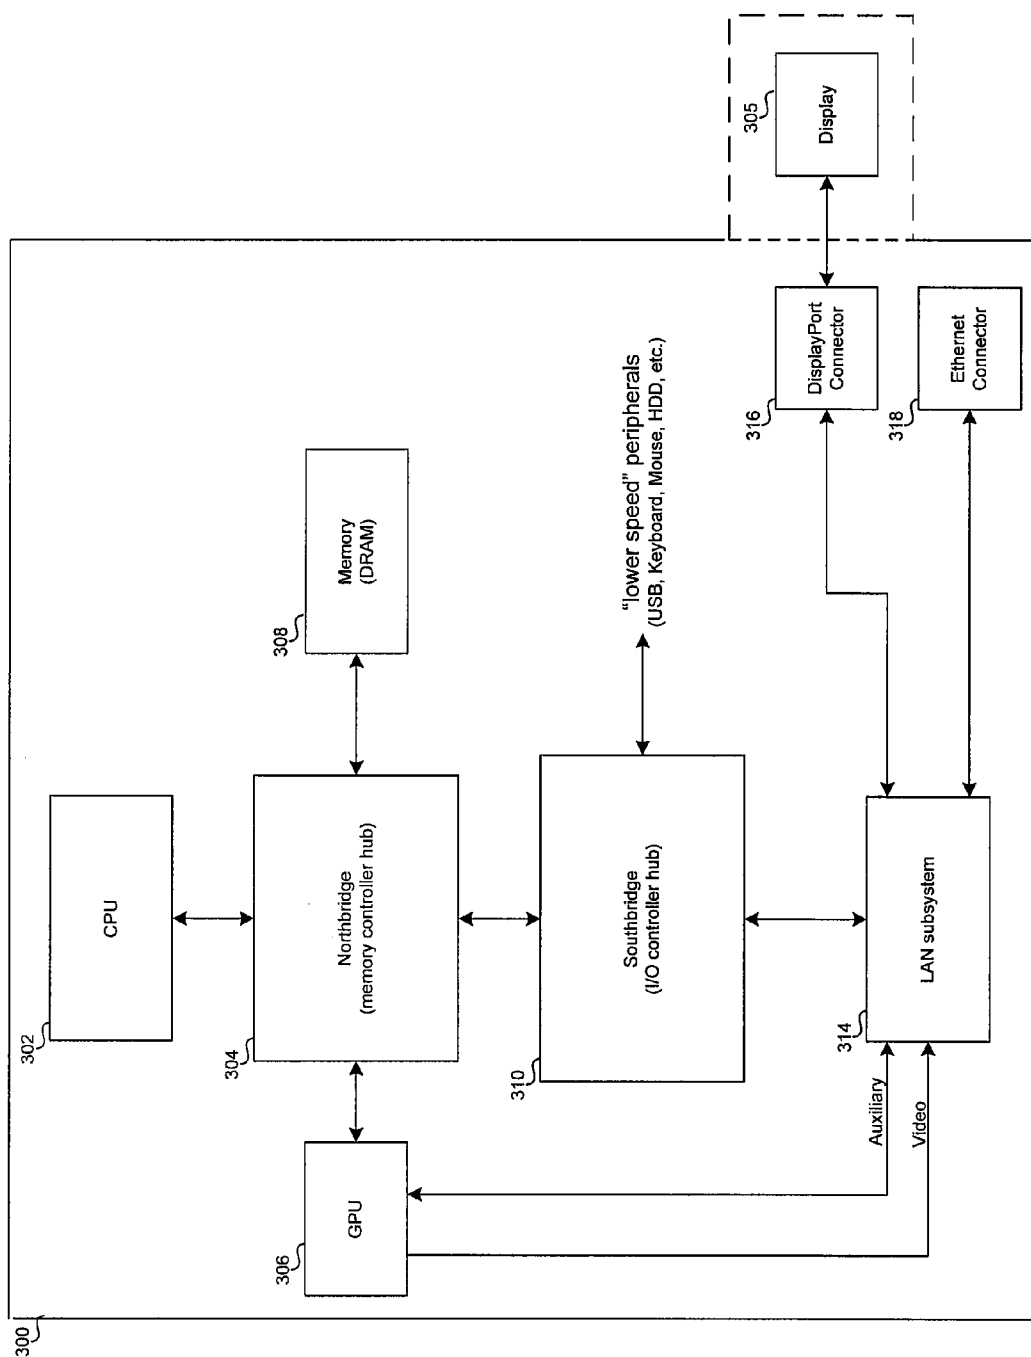 300
302
CPU
304
Northbridge
(memory controller hub)
306
GPU
308
Memory
(DRAM)
310
Southbridge
(I/O controller hub)
"lower speed" peripherals
(USB, Keyboard, Mouse, HDD, etc.)
Auxiliary
Video
314
LAN subsystem
316
DisplayPort
Connector
318
Ethernet
Connector
305
Display